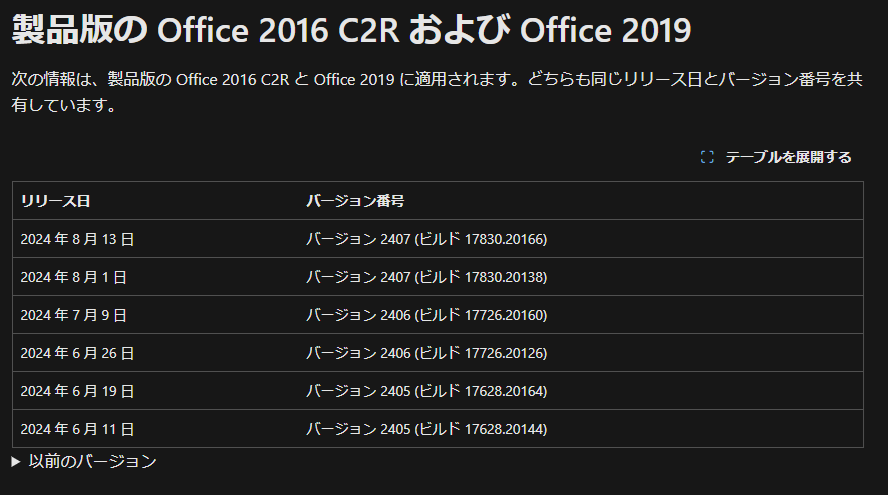 製品版の Office 2016 C2R および Office 2019
次の情報は、製品版の Office 2016 C2R と Office 2019 に適用されます。どちらも同じリリース日とバージョン番号を共
有しています。
テーブルを展開する
リリース日 バージョン番号
2024 年 8 月 13 日 バージョン 2407 (ビルド 17830.20166)
2024 年 8 月 1 日 バージョン 2407 (ビルド 17830.20138)
2024 年 7 月 9 日 バージョン 2406 (ビルド 17726.20160)
2024 年 6 月 26 日 バージョン 2406 (ビルド 17726.20126)
2024 年 6 月 19 日 バージョン 2405 (ビルド 17628.20164)
2024 年 6 月 11 日 バージョン 2405 (ビルド 17628.20144)
以前のバージョン